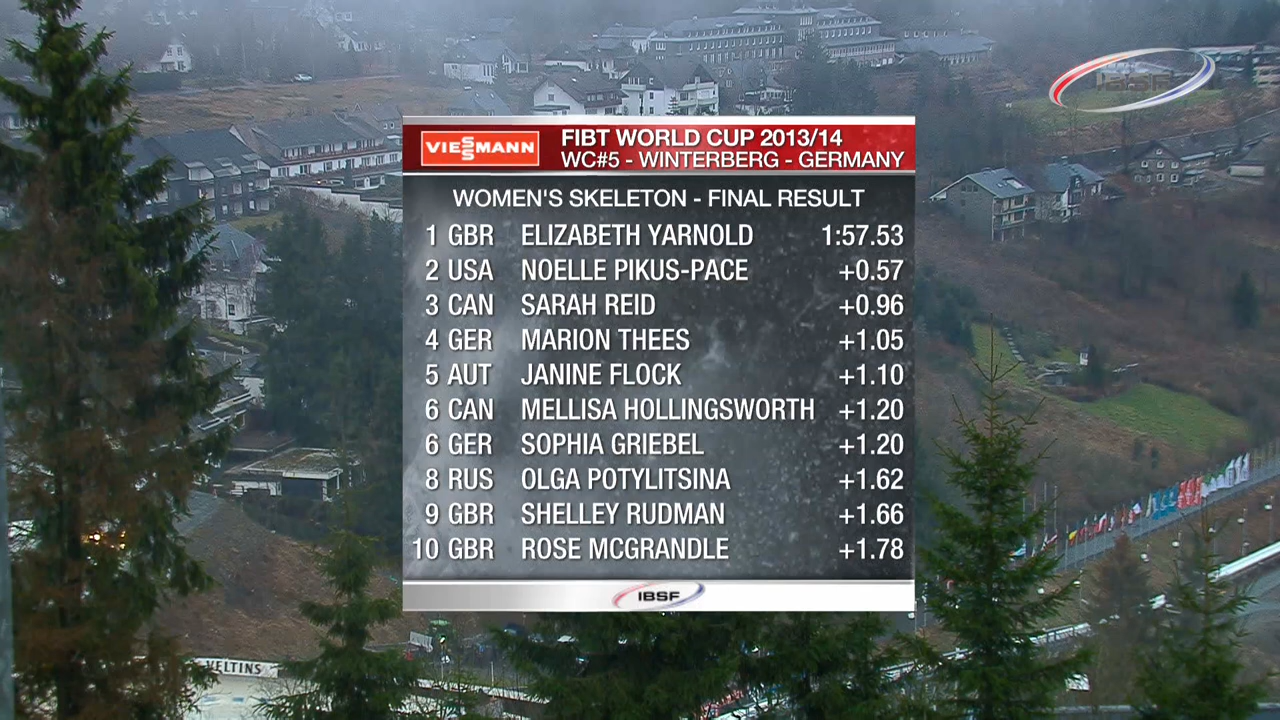 VIESSMANN
FIBT WORLD CUP 2013/14
WC#5 - WINTERBERG - GERMANY
WOMEN'S SKELETON - FINAL RESULT
1 GBR ELIZABETH YARNOLD 1:57.53
2 USA NOELLE PIKUS-PACE +0.57
3 CAN SARAH REID +0.96
4 GER MARION THEES +1.05
5 AUT JANINE FLOCK +1.10
6 CAN MELLISA HOLLINGSWORTH +1.20
6 GER SOPHIA GRIEBEL +1.20
8 RUS OLGA POTYLITSINA +1.62
9 GBR SHELLEY RUDMAN +1.66
10 GBR ROSE MCGRANDLE +1.78
IBSF
VELTINS